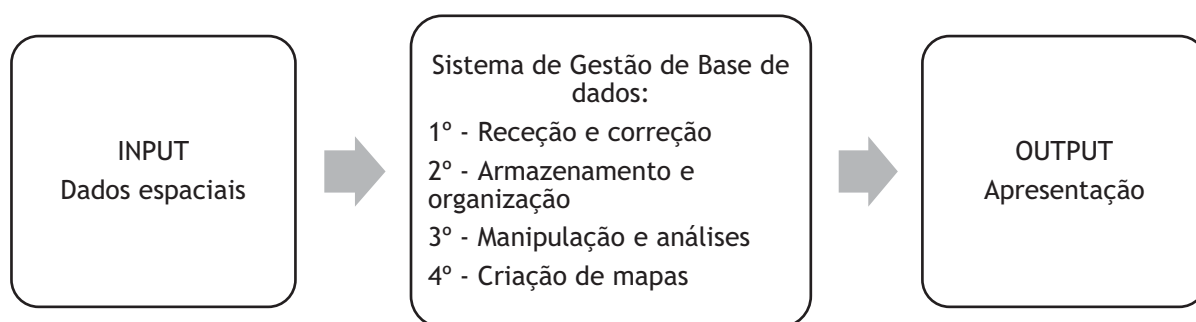 INPUT
Dados espaciais
Sistema de Gestão de Base de
dados:
1º - Receção e correção
2º - Armazenamento e
organização
3º - Manipulação e análises
4º - Criação de mapas
OUTPUT
Apresentação